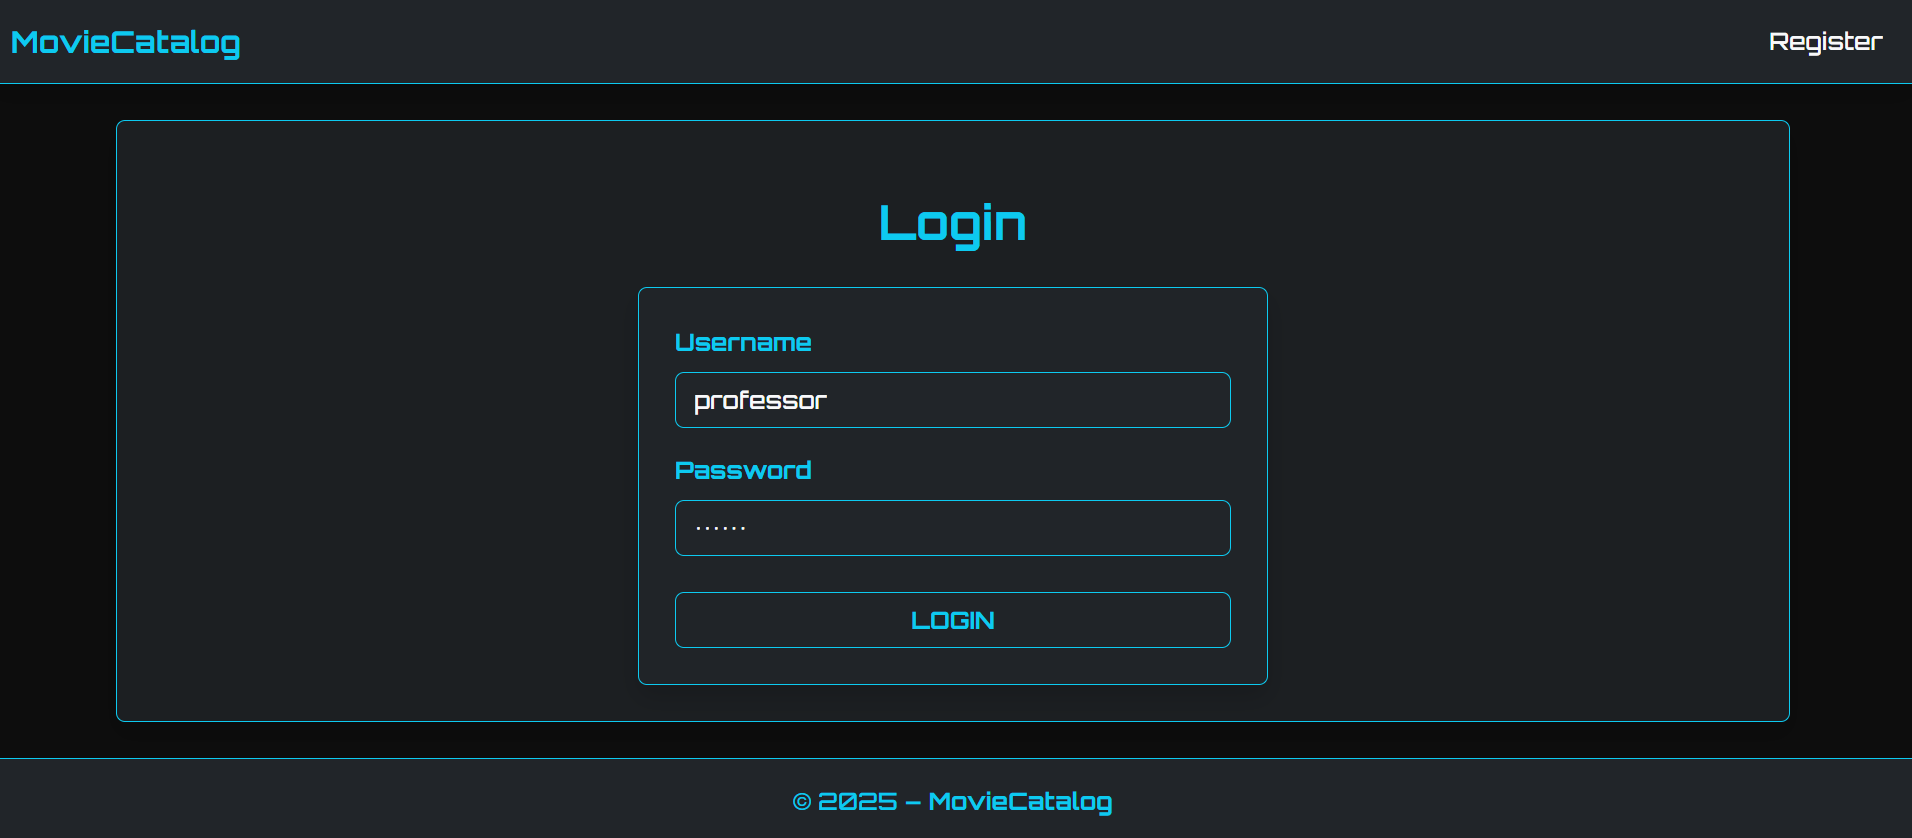 MovieCatalog
Register
Login
Username
professor
Password
······
LOGIN
© 2025 – MovieCatalog